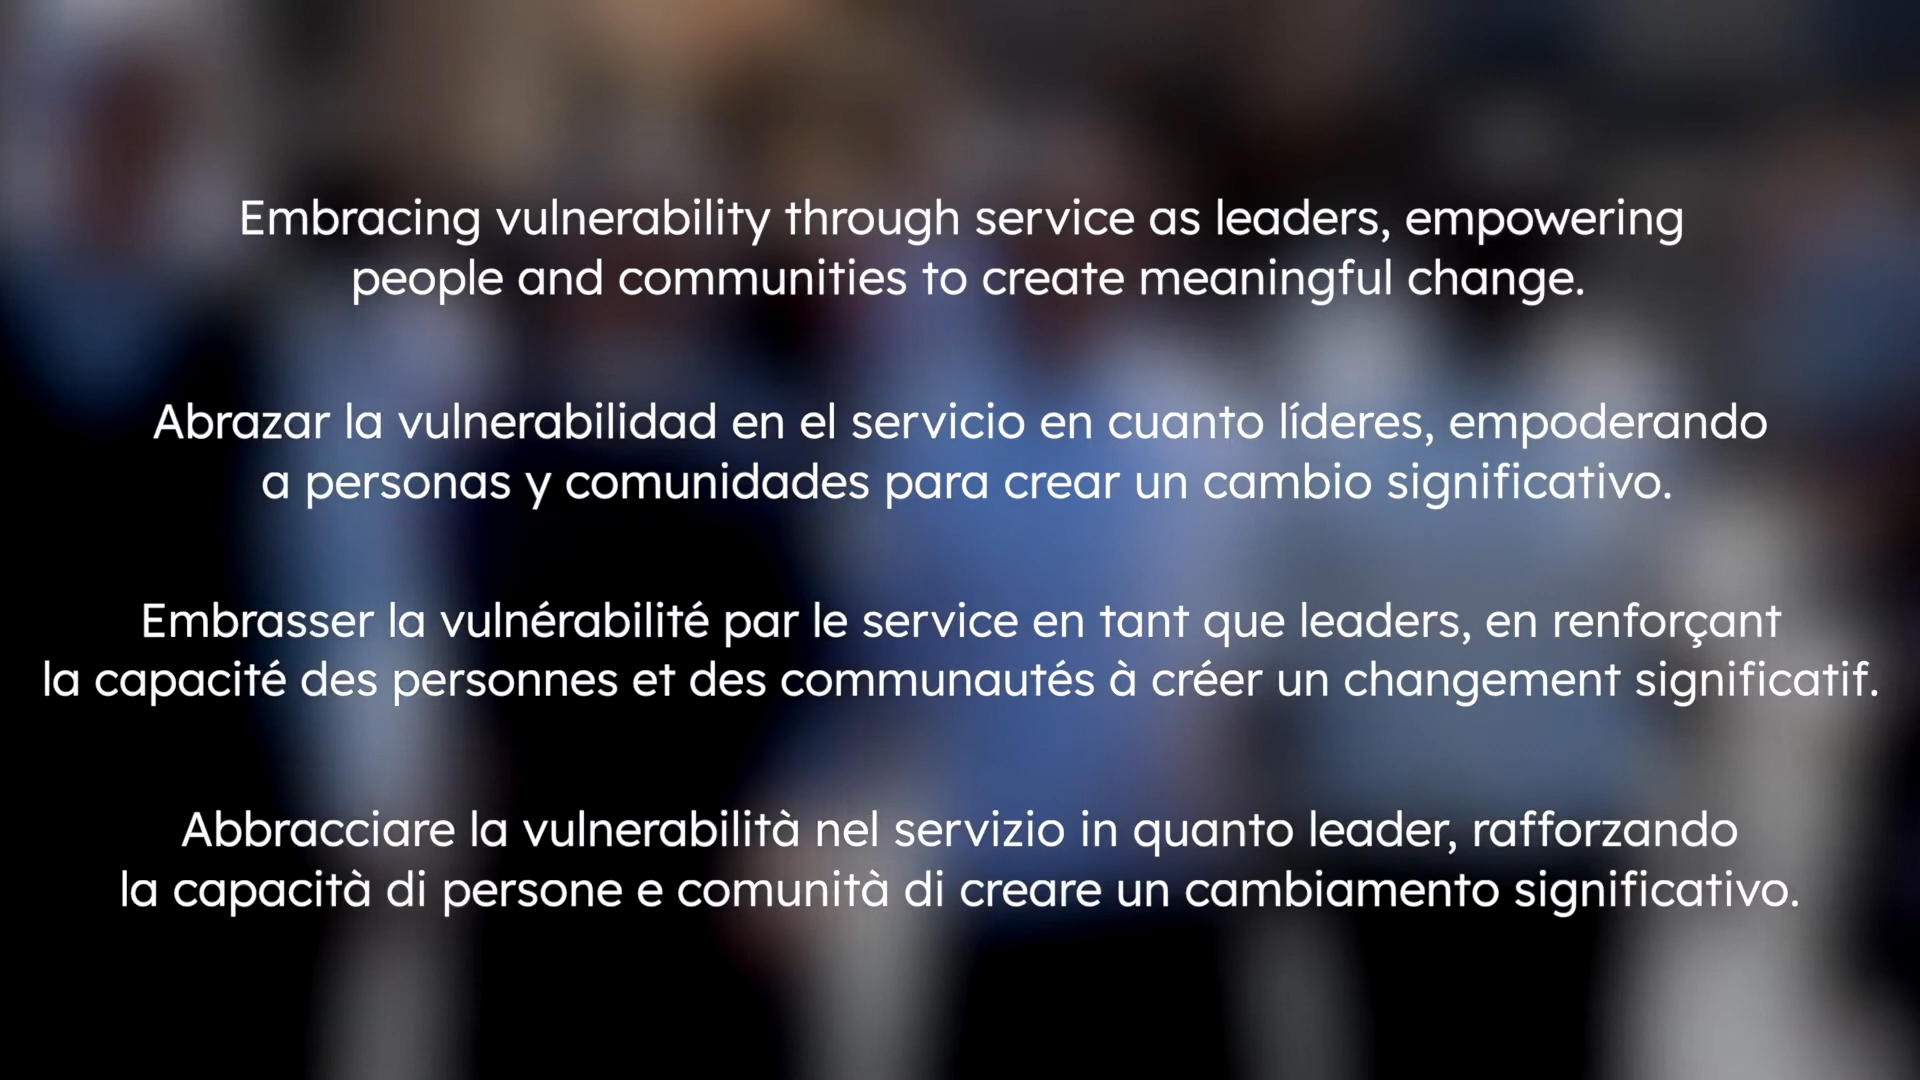 Embracing vulnerability through service as leaders, empowering
people and communities to create meaningful change.
Abrazar la vulnerabilidad en el servicio en cuanto líderes, empoderando
a personas y comunidades para crear un cambio significativo.
Embrasser la vulnérabilité par le service en tant que leaders, en renforçant
la capacité des personnes et des communautés à créer un changement significatif.
Abbracciare la vulnerabilità nel servizio in quanto leader, rafforzando
la capacità di persone e comunità di creare un cambiamento significativo.